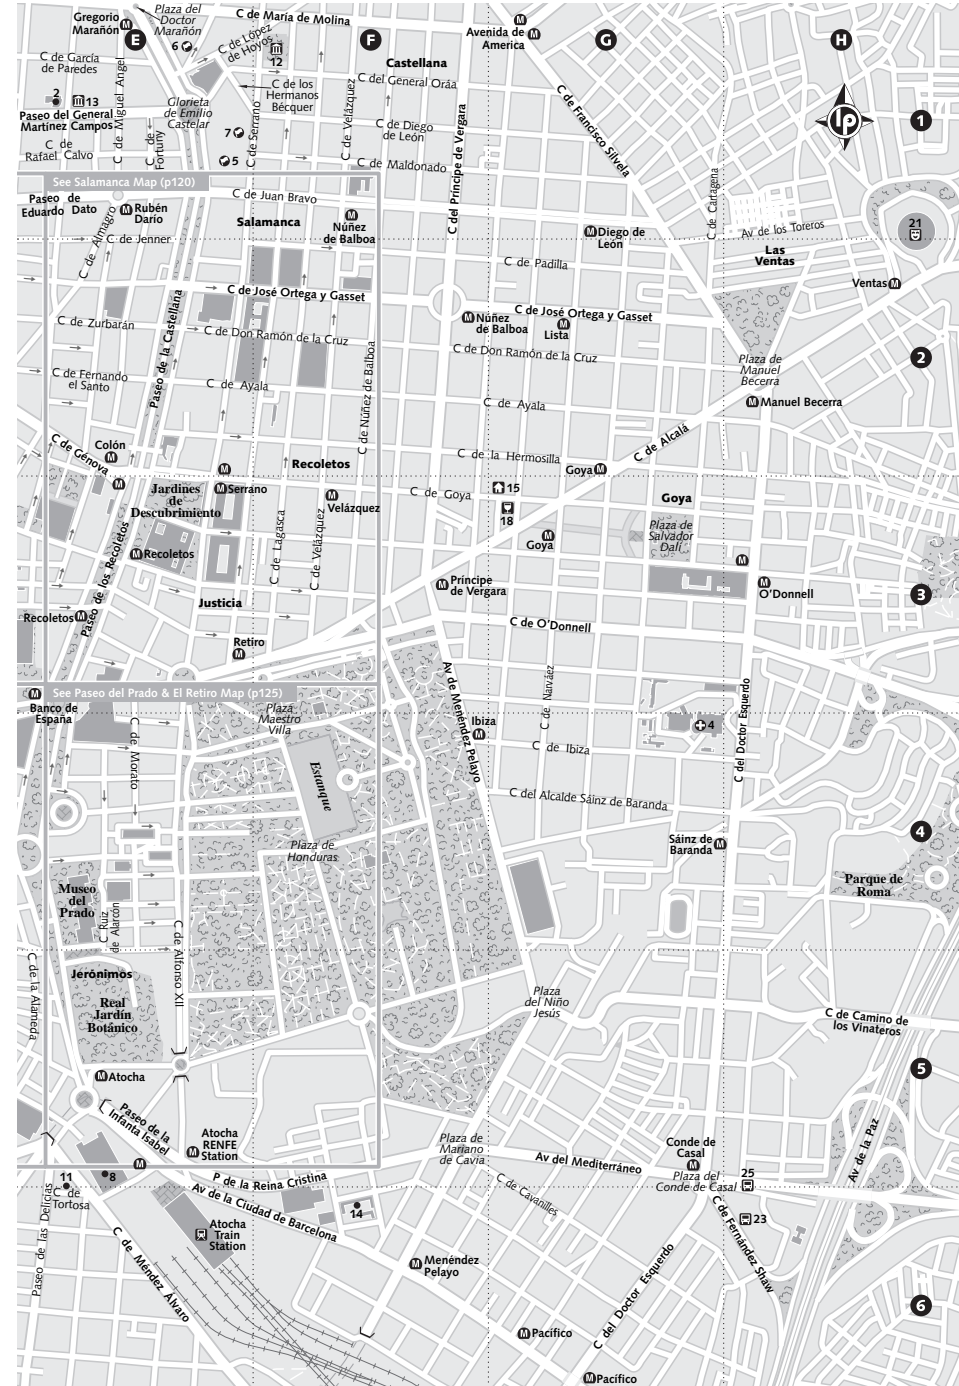 Plaza del
Doctor
Marañón
Gregorio
Marañón
E
C de María de Molina
F
Avenida de
America
G
H
6
C de López
de Hoyos
12
Castellana
C de García
de Paredes
C de Miguel Angel
C de los
Hermanos
Bécquer
C del General Oráa
2
13
Paseo del General
Martínez Campos
Glorieta
de Emilio
Castelar
C de Serrano
C de Velázquez
C del Príncipe de Vergara
C de Francisco Silvela
lp
1
C de
Fortuny
7
C de Diego
de León
C de
Rafael Calvo
5
C de Maldonado
C de Cartagena
See Salamanca Map (p120)
Paseo de
Eduardo Dato
Rubén
Darío
C de Juan Bravo
Salamanca
Núñez
de Balboa
C de Almagro
C de Jenner
Diego de
León
Av de los Toreros
21
Las
Ventas
C de Padilla
Ventas
Paseo de la Castellana
C de José Ortega y Gasset
C de José Ortega y Gasset
C de Zurbarán
C de Don Ramón de la Cruz
Núñez
de Balboa
Lista
C de Don Ramón de la Cruz
Plaza de
Manuel
Becerra
2
C de Núñez de Balboa
C de Fernando
el Santo
C de Ayala
C de Ayala
Manuel Becerra
C de Génova
Colón
C de Alcalá
C de la Hermosilla
Recoletos
Goya
Jardines
de
Descubrimiento
Serrano
Velázquez
C de Goya
15
Goya
18
Plaza de
Salvador
Dalí
Goya
Paseo de los Recoletos
C de Lagasca
C de Velázquez
Recoletos
Príncipe
de Vergara
O'Donnell
3
Justicia
Recoletos
C de O'Donnell
Retiro
Av de Menéndez Pelayo
C de Narváez
C del Doctor Esquerdo
See Paseo del Prado & El Retiro Map (p125)
Banco de
España
Plaza
Maestro
Villa
Ibiza
4
C de Morato
C de Ibiza
Estanque
C del Alcalde Sáinz de Baranda
Sáinz de
Baranda
4
Plaza de
Honduras
Museo
del
Prado
C Ruiz
de Alarcón
Parque de
Roma
C de Alfonso XII
C de la Alameda
Jerónimos
Real
Jardín
Botánico
Plaza
del Niño
Jesús
C de Camino de
los Vinateros
5
Atocha
Paseo de la
Infanta Isabel
Atocha
RENFE
Station
Plaza de
Mariano
de Cavia
Conde de
Casal
Av del Mediterráneo
Av de la Paz
25
Plaza del
Conde de Casal
11
8
C de
Tortosa
P de la Reina Cristina
Av de la Ciudad de Barcelona
C de Cavanilles
14
23
Paseo de las Delicias
Atocha
Train
Station
C de Méndez Álvaro
C de Fernández Shaw
Menéndez
Pelayo
C del Doctor Esquerdo
6
Pacífico
Pacífico